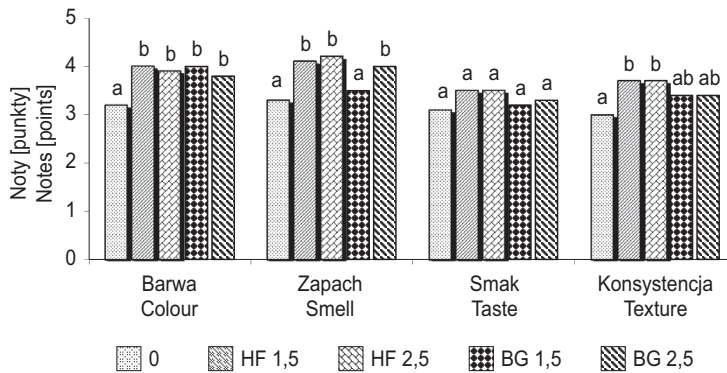 Noty [punkty]
Notes [points]
5
4
3
2
1
0
a b b b b
a b b a b
a a a a a
a b b ab ab
Barwa
Colour
Zapach
Smell
Smak
Taste
Konsystencja
Texture
0 HF 1,5 HF 2,5 BG 1,5 BG 2,5